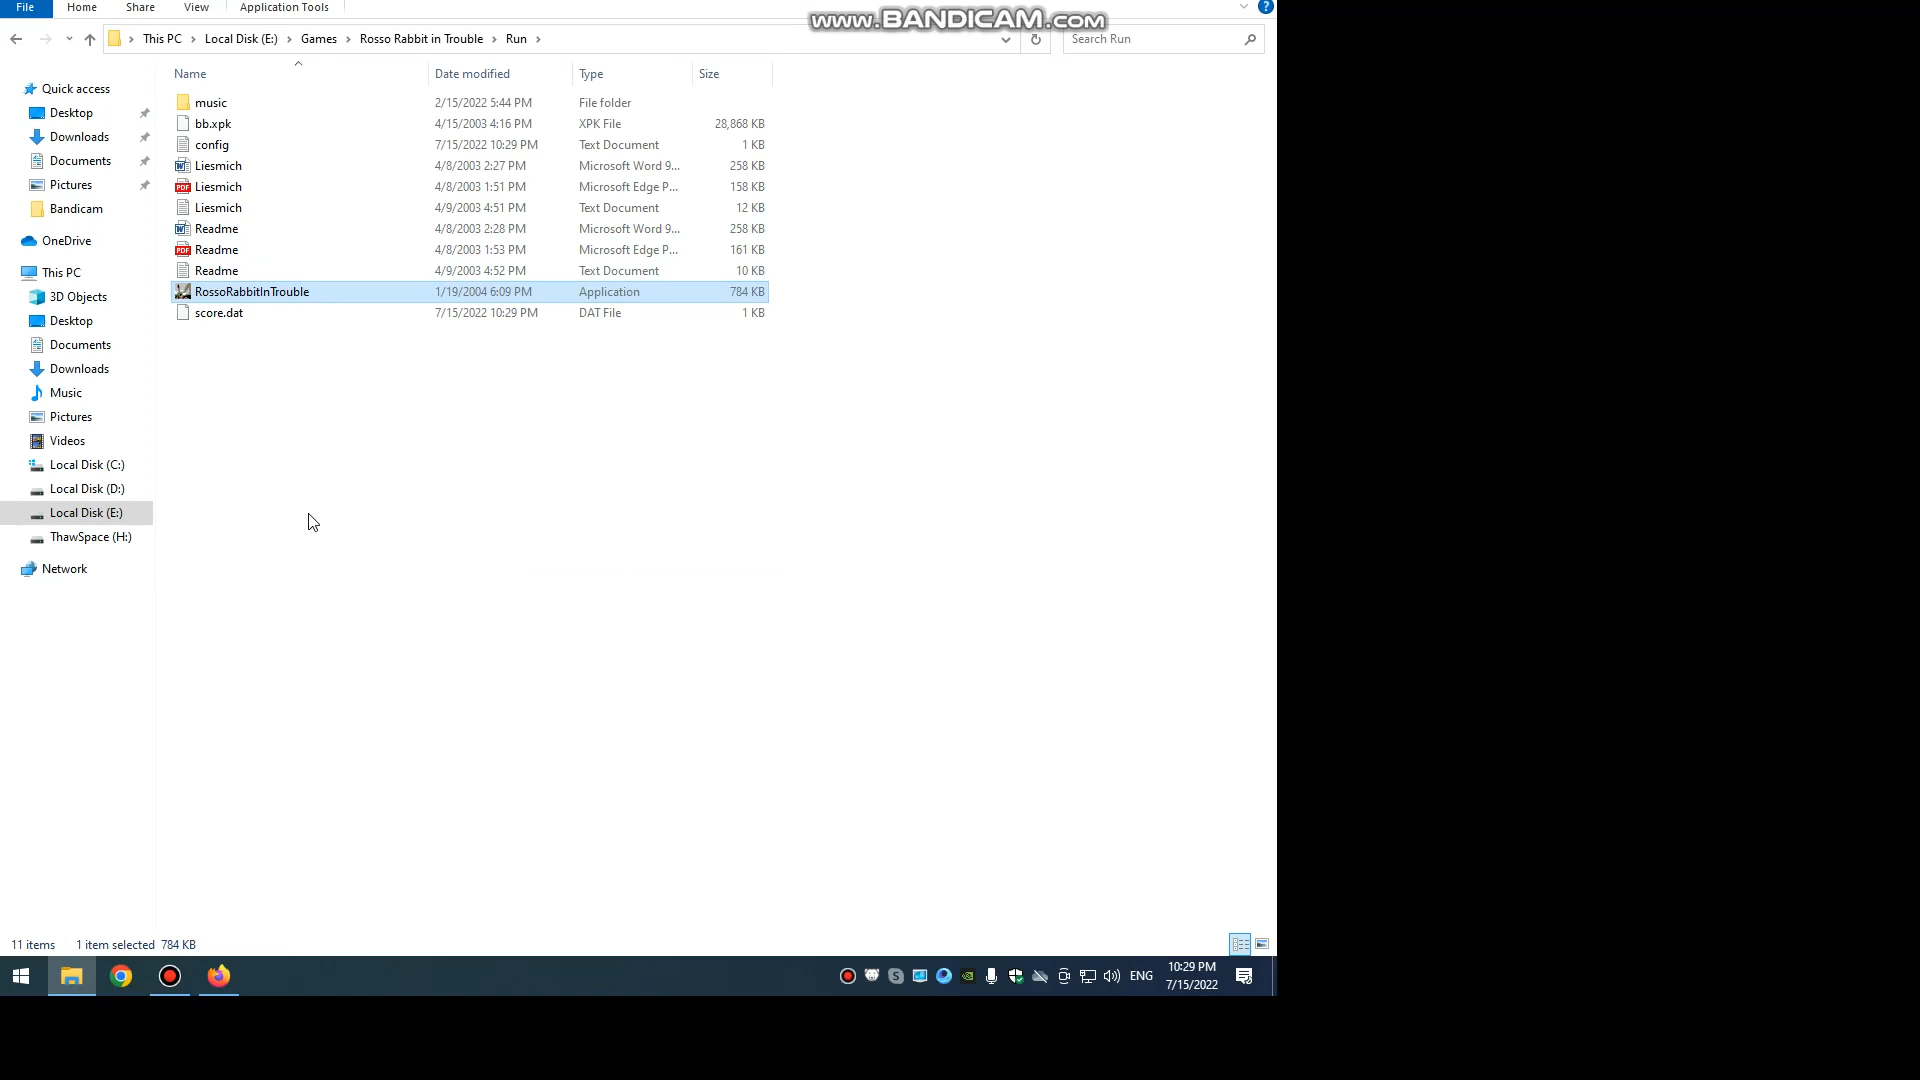 File Home Share View Application Tools
www.BANDICAM.com
This PC Local Disk (E:) Games Rosso Rabbit in Trouble Run Search Run
Name Date modified Type Size
Quick access
Desktop
Downloads
Documents
Pictures
Bandicam
OneDrive
This PC
3D Objects
Desktop
Documents
Downloads
Music
Pictures
Videos
Local Disk (C:)
Local Disk (D:)
Local Disk (E:)
ThawSpace (H:)
Network
music 2/15/2022 5:44 PM File folder
bb.xpk 4/15/2003 4:16 PM XPK File 28,868 KB
config 7/15/2022 10:29 PM Text Document 1 KB
Liesmich 4/8/2003 2:27 PM Microsoft Word 9... 258 KB
Liesmich 4/8/2003 1:51 PM Microsoft Edge P... 158 KB
Liesmich 4/9/2003 4:51 PM Text Document 12 KB
Readme 4/8/2003 2:28 PM Microsoft Word 9... 258 KB
Readme 4/8/2003 1:53 PM Microsoft Edge P... 161 KB
Readme 4/9/2003 4:52 PM Text Document 10 KB
RossoRabbitInTrouble 1/19/2004 6:09 PM Application 784 KB
score.dat 7/15/2022 10:29 PM DAT File 1 KB
11 items 1 item selected 784 KB
ENG
10:29 PM
7/15/2022